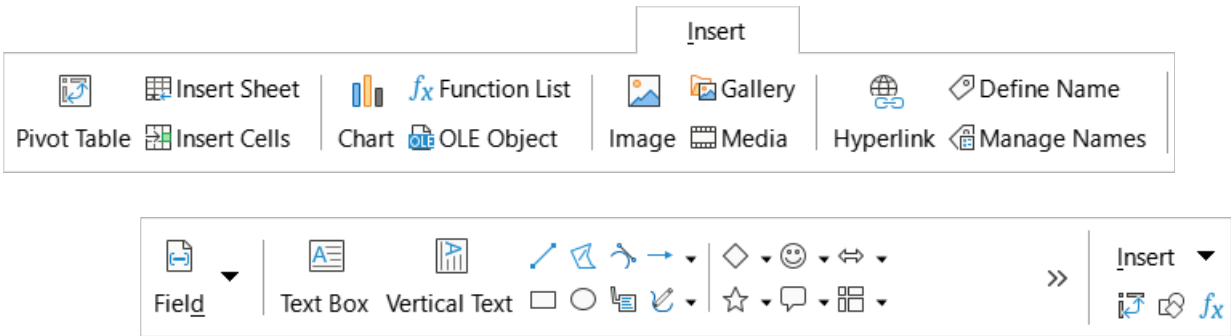 Insert
Insert Sheet Function List Gallery Define Name
Pivot Table Insert Cells Chart OLE OLE Object Image Media Hyperlink Manage Names
Insert
Field Text Box Vertical Text